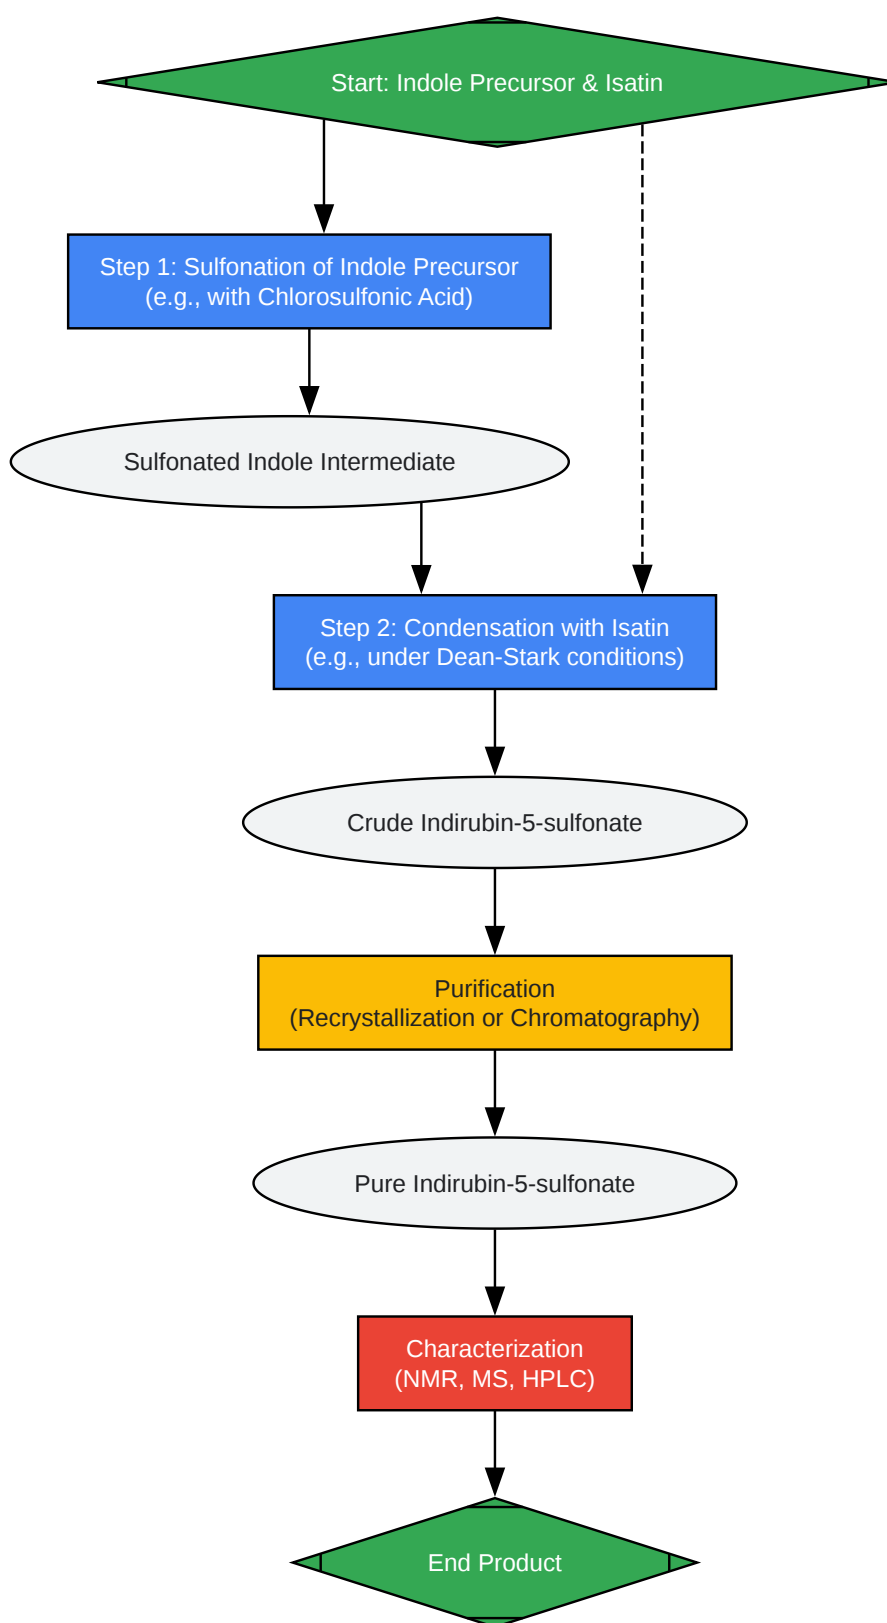 Start: Indole Precursor & Isatin
Step 1: Sulfonation of Indole Precursor
(e.g., with Chlorosulfonic Acid)
Sulfonated Indole Intermediate
Step 2: Condensation with Isatin
(e.g., under Dean-Stark conditions)
Crude Indirubin-5-sulfonate
Purification
(Recrystallization or Chromatography)
Pure Indirubin-5-sulfonate
Characterization
(NMR, MS, HPLC)
End Product